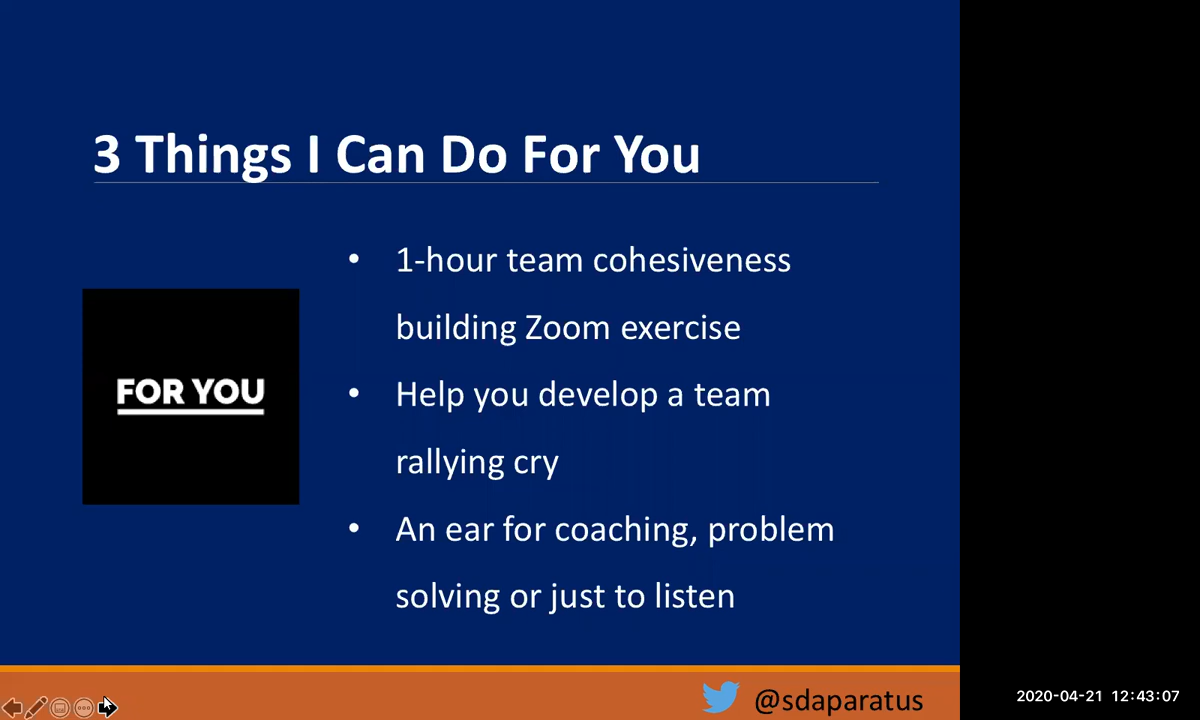 3 Things I Can Do For You
FOR YOU
• 1-hour team cohesiveness
building Zoom exercise
• Help you develop a team
rallying cry
• An ear for coaching, problem
solving or just to listen
@sdaparatus
2020-04-21 12:43:07